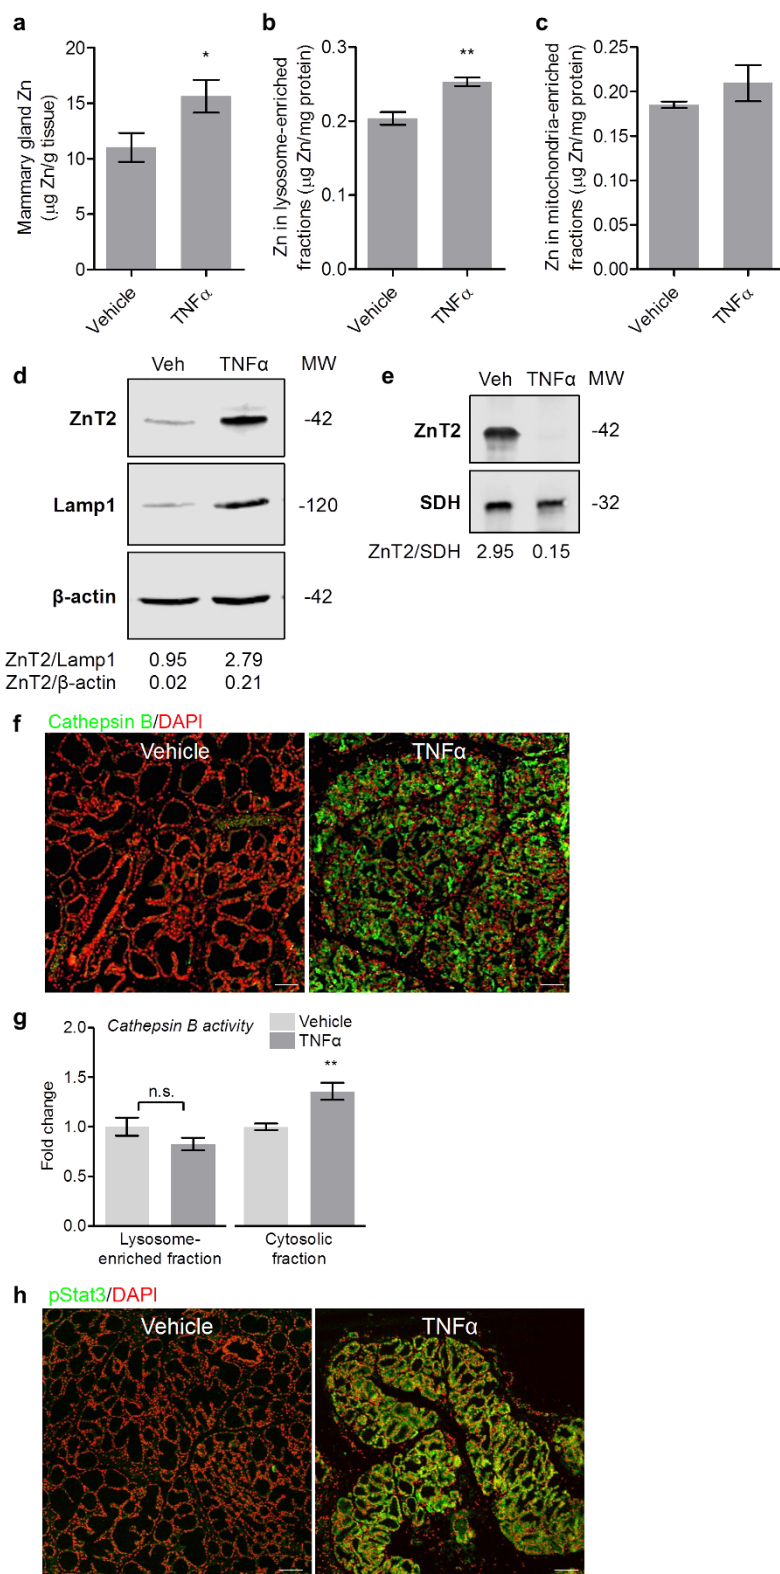 a
Mammary gland Zn
(μg Zn/g tissue)
20
15
10
5
0
*
Vehicle
TNFα
b
Zn in lysosome-enriched
fractions (μg Zn/mg protein)
0.3
0.2
0.1
0.0
**
Vehicle
TNFα
c
Zn in mitochondria-enriched
fractions (μg Zn/mg protein)
0.25
0.20
0.15
0.10
0.05
0.00
Vehicle
TNFα
d
Veh TNFα MW
ZnT2 -42
Lamp1 -120
β-actin -42
ZnT2/Lamp1 0.95 2.79
ZnT2/β-actin 0.02 0.21
e
Veh TNFα MW
ZnT2 -42
SDH -32
ZnT2/SDH 2.95 0.15
f
Cathepsin B/DAPI
Vehicle
TNFα
g
Cathepsin B activity
Vehicle
TNFα
Fold change
2.0
1.5
1.0
0.5
0.0
n.s.
**
Lysosome-
enriched fraction
Cytosolic
fraction
h
pStat3/DAPI
Vehicle
TNFα